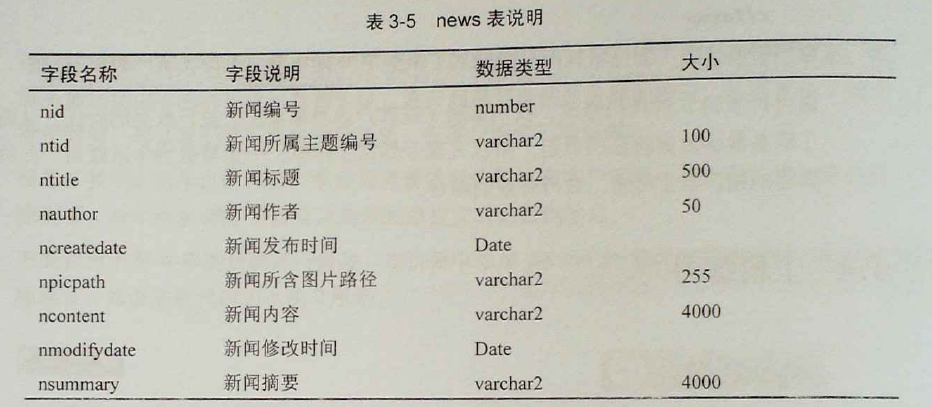 表3-5 news 表说明
字段名称 字段说明 数据类型 大小
nid 新闻编号 number
ntid 新闻所属主题编号 varchar2 100
ntitle 新闻标题 varchar2 500
nauthor 新闻作者 varchar2 50
ncreatedate 新闻发布时间 Date
npicpath 新闻所含图片路径 varchar2 255
ncontent 新闻内容 varchar2 4000
nmodifydate 新闻修改时间 Date
nsummary 新闻摘要 varchar2 4000